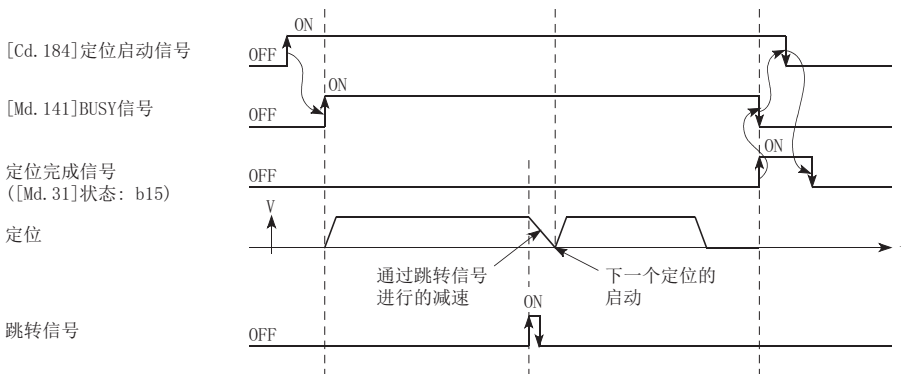 ON
[Cd.184]定位启动信号
OFF
ON
[Md.141]BUSY信号
OFF
ON
定位完成信号
([Md.31]状态: b15)
OFF
V
定位
通过跳转信号
进行的减速
下一个定位的
启动
ON
跳转信号
OFF